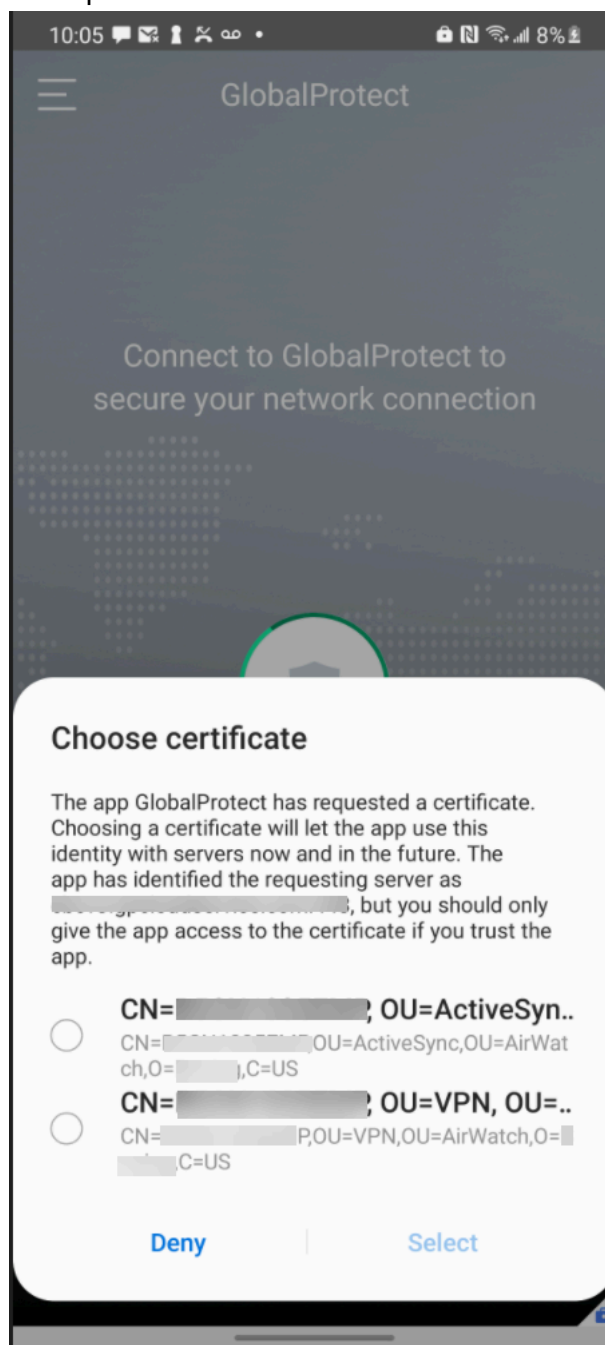 10:05 8%
GlobalProtect
Connect to GlobalProtect to
secure your network connection
Choose certificate
The app GlobalProtect has requested a certificate.
Choosing a certificate will let the app use this
identity with servers now and in the future. The
app has identified the requesting server as
, but you should only
give the app access to the certificate if you trust the
app.
CN= , OU=ActiveSyn..
CN= ,OU=ActiveSync,OU=AirWat
ch,O= ,C=US
CN= , OU=VPN, OU=..
CN= P,OU=VPN,OU=AirWatch,O=
,C=US
Deny Select